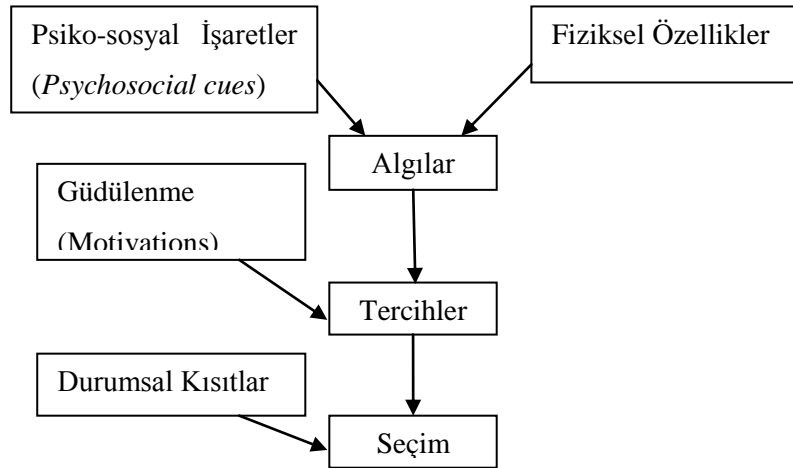 Psiko-sosyal İşaretler
(Psychosocial cues)
Fiziksel Özellikler
Algılar
Güdülenme
(Motivations)
Tercihler
Durumsal Kısıtlar
Seçim